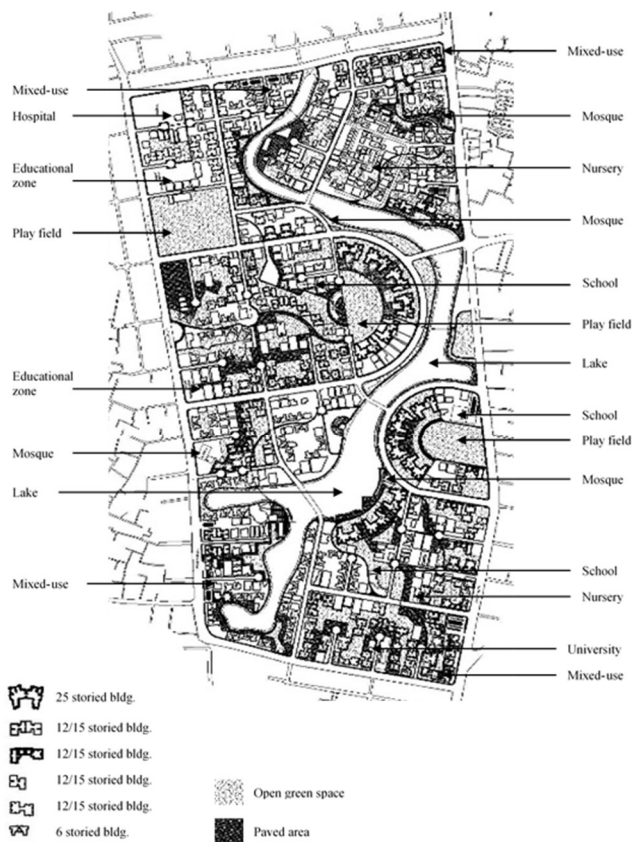 Mixed-use
Hospital
Educational
zone
Play field
Educational
zone
Mosque
Lake
Mixed-use
Mixed-use
Mosque
Nursery
Mosque
School
Play field
Lake
School
Play field
Mosque
School
Nursery
University
Mixed-use
25 storied bldg.
12/15 storied bldg.
12/15 storied bldg.
12/15 storied bldg.
12/15 storied bldg.
6 storied bldg.
Open green space
Paved area